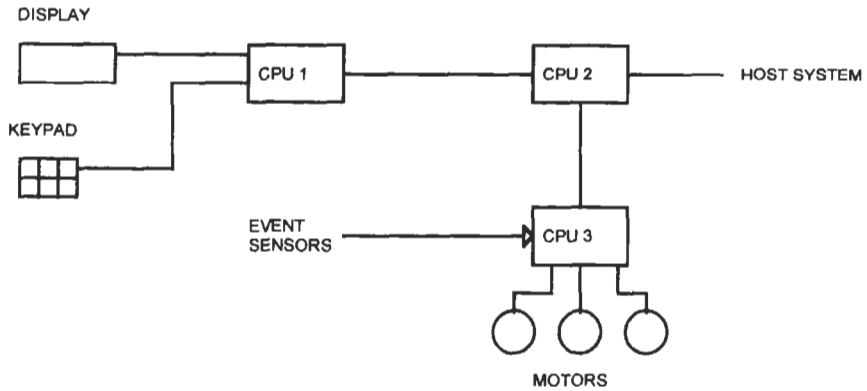 DISPLAY
CPU 1
CPU 2
HOST SYSTEM
KEYPAD
EVENT
SENSORS
CPU 3
MOTORS